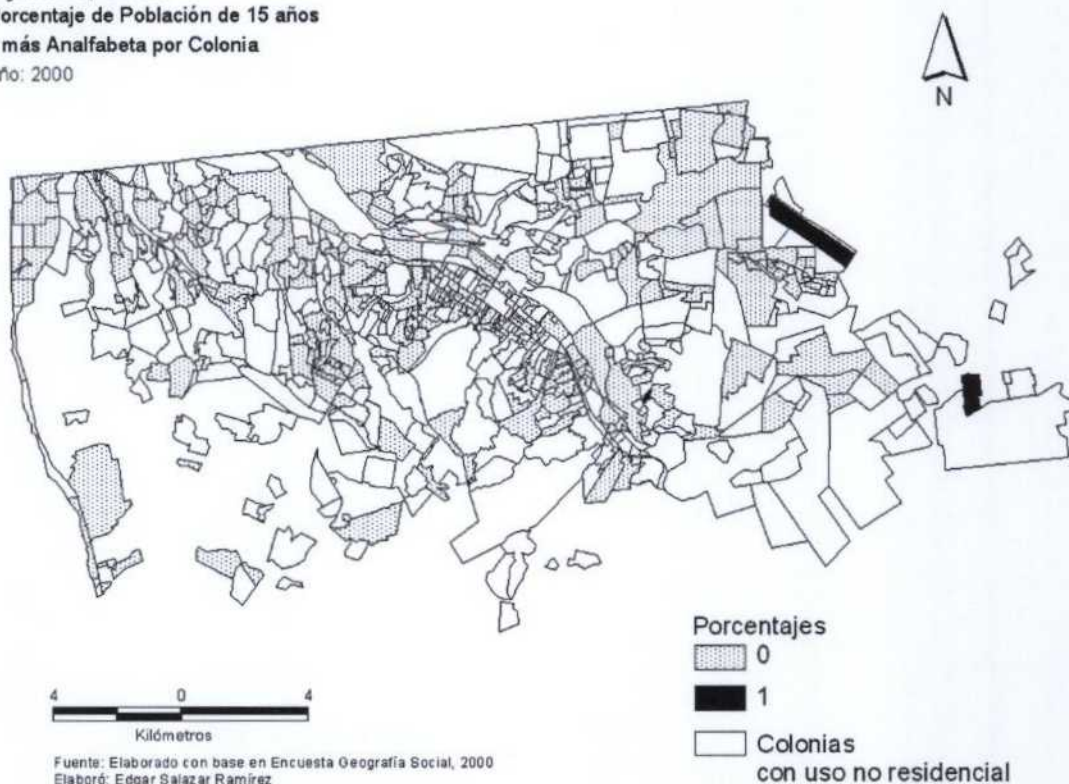 orcentaje de Población de 15 años
más Analfabeta por Colonia
ño: 2000
N
Porcentajes
0
1
Colonias
con uso no residencial
4 0 4
Kilómetros
Fuente: Elaborado con base en Encuesta Geografía Social, 2000
Elaboró: Edgar Salazar Ramírez